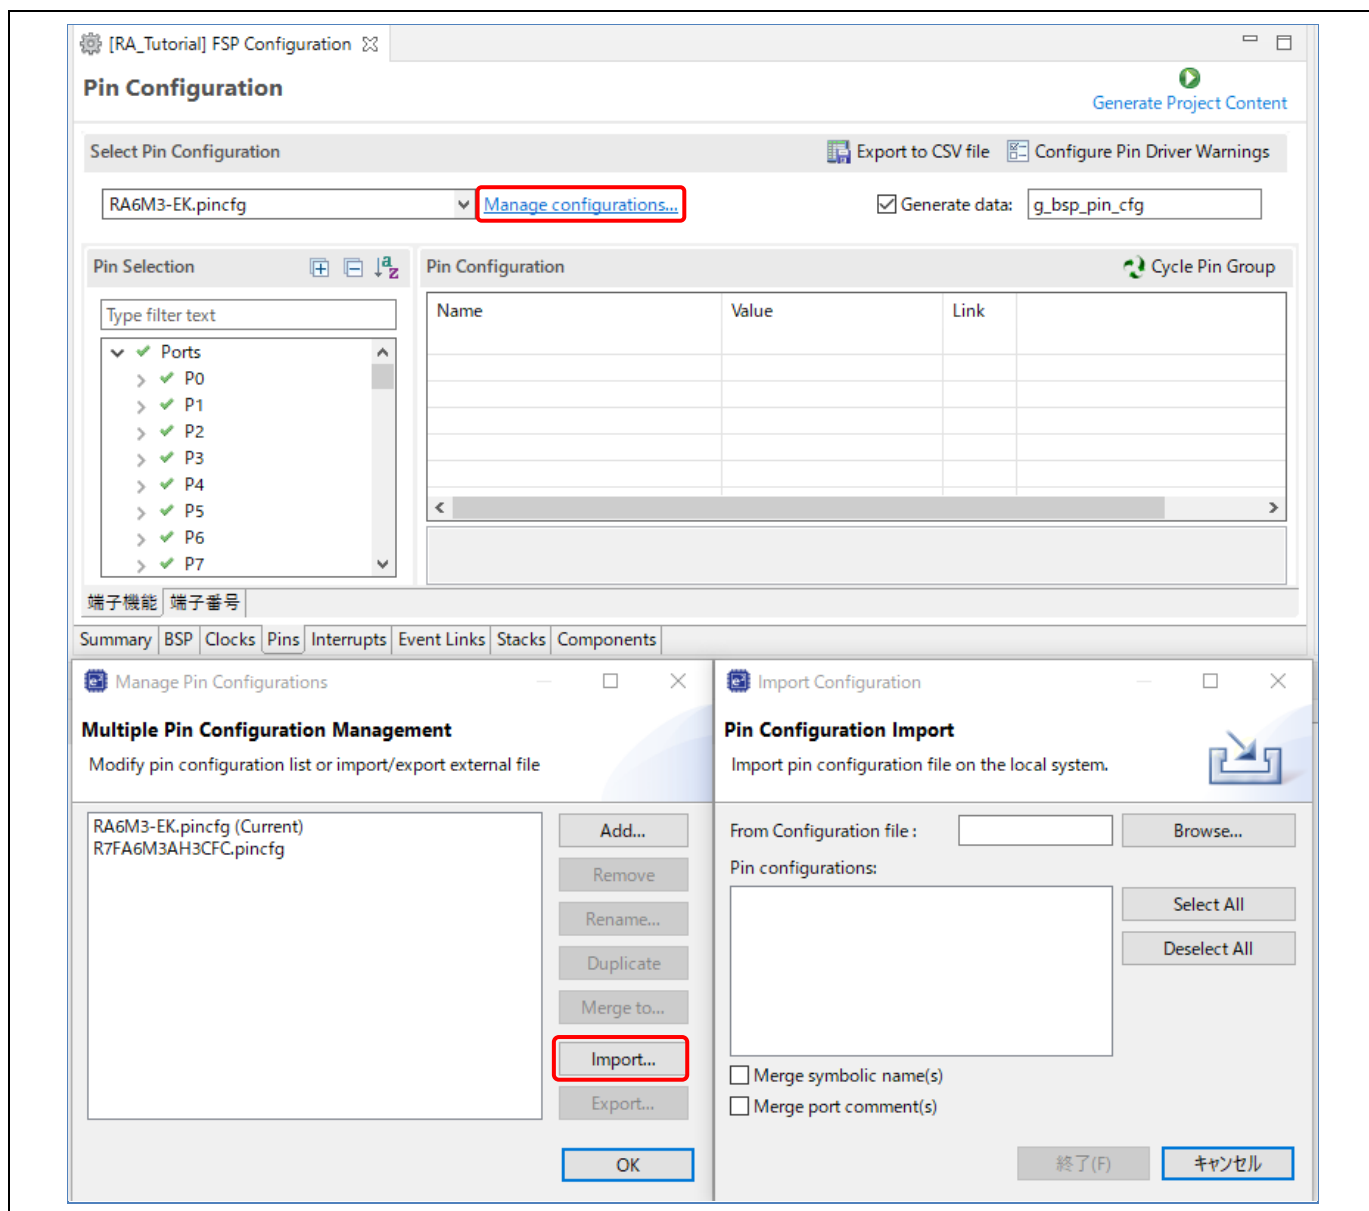 [RA_Tutorial] FSP Configuration
Pin Configuration
Generate Project Content
Select Pin Configuration
Export to CSV file
Configure Pin Driver Warnings
RA6M3-EK.pincfg
Manage configurations...
Generate data:
g_bsp_pin_cfg
Pin Selection
Pin Configuration
Cycle Pin Group
Type filter text
Name Value Link
Ports
P0
P1
P2
P3
P4
P5
P6
P7
端子機能 端子番号
Summary BSP Clocks Pins Interrupts Event Links Stacks Components
Manage Pin Configurations
Multiple Pin Configuration Management
Modify pin configuration list or import/export external file
RA6M3-EK.pincfg (Current)
R7FA6M3AH3CFC.pincfg
Add...
Remove
Rename...
Duplicate
Merge to...
Import...
Export...
OK
Import Configuration
Pin Configuration Import
Import pin configuration file on the local system.
From Configuration file :
Browse...
Pin configurations:
Select All
Deselect All
Merge symbolic name(s)
Merge port comment(s)
終了(F)
キャンセル